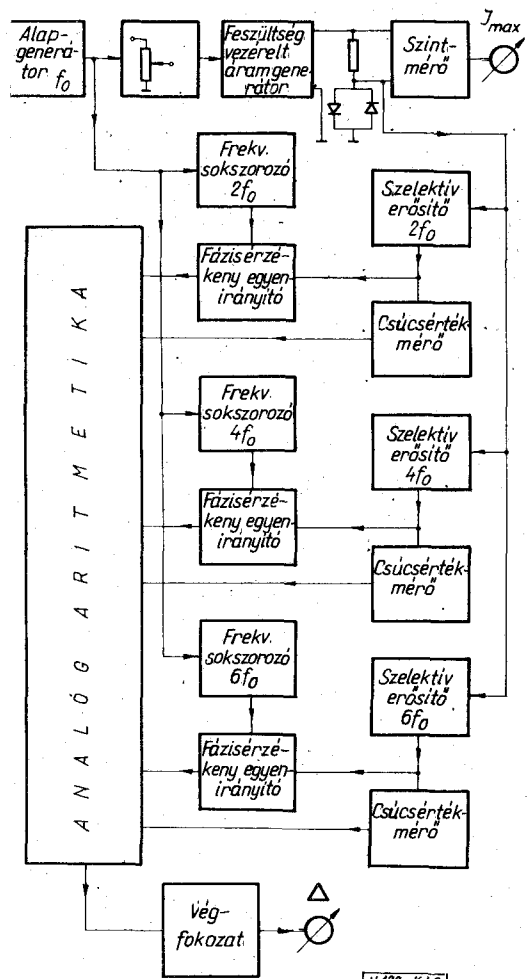 Alap-
generá-
tor f₀
Feszültség
vezérelt
áramgene-
rátor
Szint-
mérő
Jmax
Frekv.
sokszorozó
2f₀
Szelektív
erősítő
2f₀
Fázisérzé-
keny egyen-
irányító
Csúcsérték-
mérő
Frekv.
sokszorozó
4f₀
Szelektív
erősítő
4f₀
Fázisérzé-
keny egyen-
irányító
Csúcsérték-
mérő
Frekv.
sokszorozó
6f₀
Szelektív
erősítő
6f₀
Fázisérzé-
keny egyen-
irányító
Csúcsérték-
mérő
ANALÓG ARITMETIKA
Vég-
fokozat
Δ